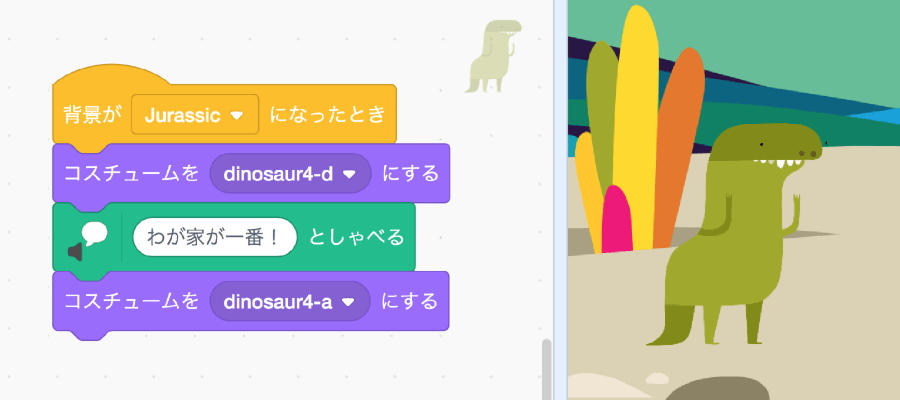 背景が Jurassic になったとき
コスチュームを dinosaur4-d にする
わが家が一番！ としゃべる
コスチュームを dinosaur4-a にする